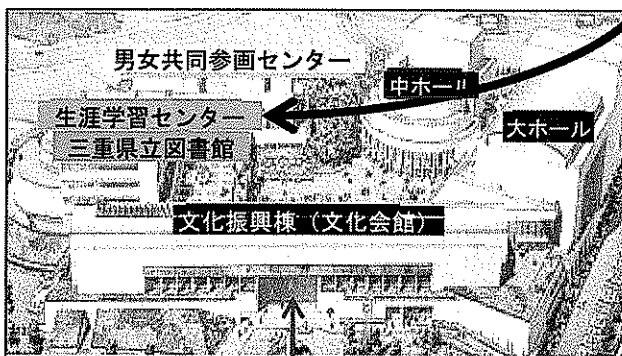 男女共同参画センター
中ホール
生涯学習センター
大ホール
三重県立図書館
文化振興棟（文化会館）